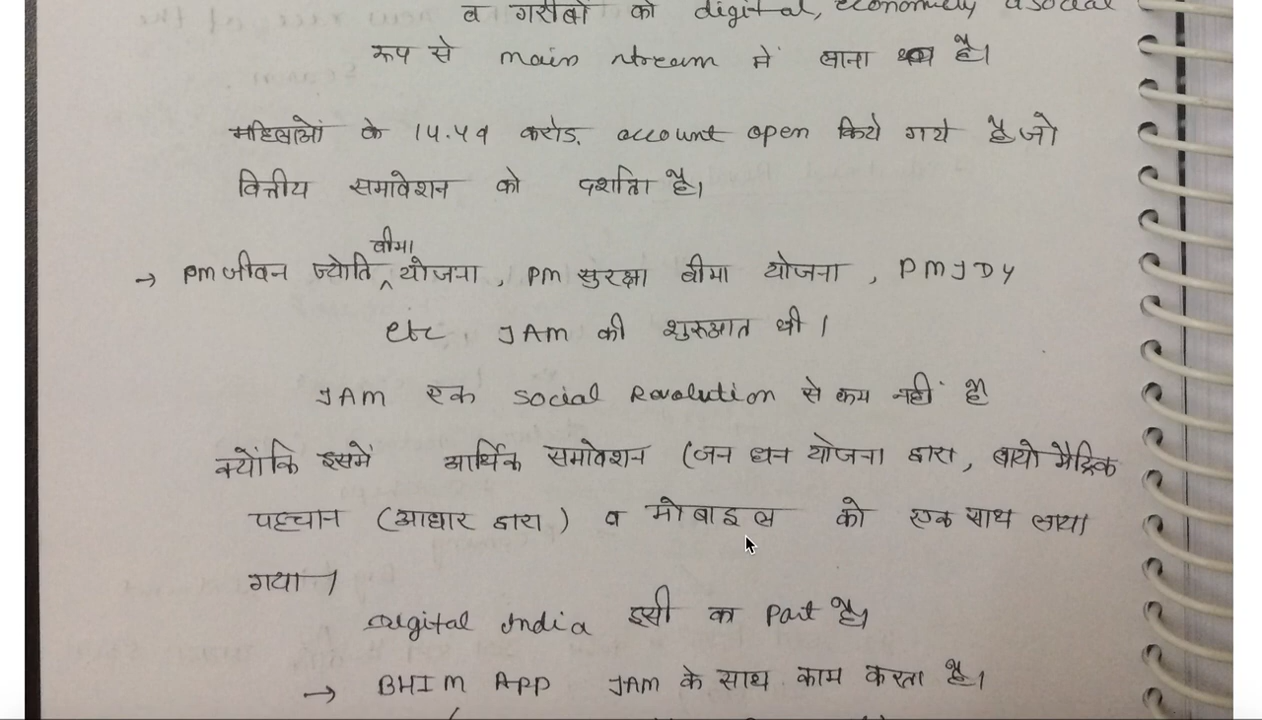 व गरीबों को digital, economicly & social
रूप से main stream में लाना है।
महिलाओं के 14.49 करोड़ account open किये गये है जो
वित्तीय समावेशन को दर्शाता है।
→ PM जीवन ज्योति बीमा योजना, PM सुरक्षा बीमा योजना, PMJDY
etc JAM की शुरुआत थी।
JAM एक social Revolution से कम नहीं है
क्योंकि इसमें आर्थिक समावेशन (जन धन योजना द्वारा, बायो मैट्रिक
पहचान (आधार द्वारा) व मोबाइल को एक साथ लाया
गया।
Digital India इसी का Part है।
→ BHIM APP JAM के साथ काम करता है।